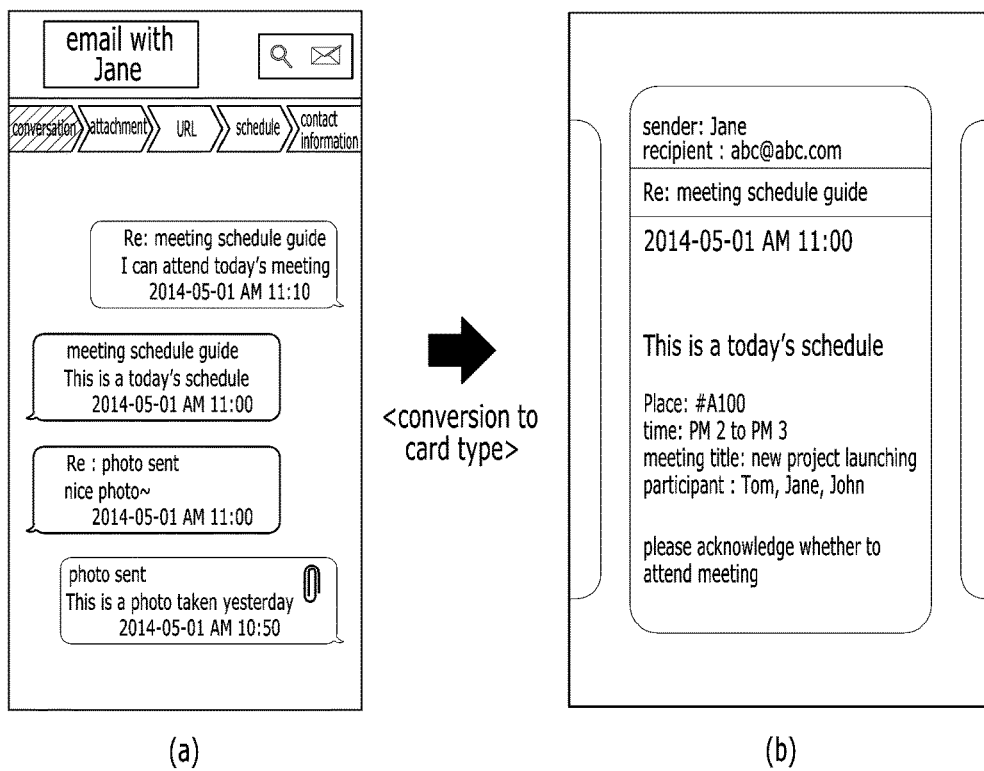 email with
Jane
conversation
attachment
URL
schedule
contact
information
Re: meeting schedule guide
I can attend today's meeting
2014-05-01 AM 11:10
meeting schedule guide
This is a today's schedule
2014-05-01 AM 11:00
Re : photo sent
nice photo~
2014-05-01 AM 11:00
photo sent
This is a photo taken yesterday
2014-05-01 AM 10:50
(a)
<conversion to
card type>
sender: Jane
recipient : abc@abc.com
Re: meeting schedule guide
2014-05-01 AM 11:00
This is a today's schedule
Place: #A100
time: PM 2 to PM 3
meeting title: new project launching
participant : Tom, Jane, John
please acknowledge whether to
attend meeting
(b)